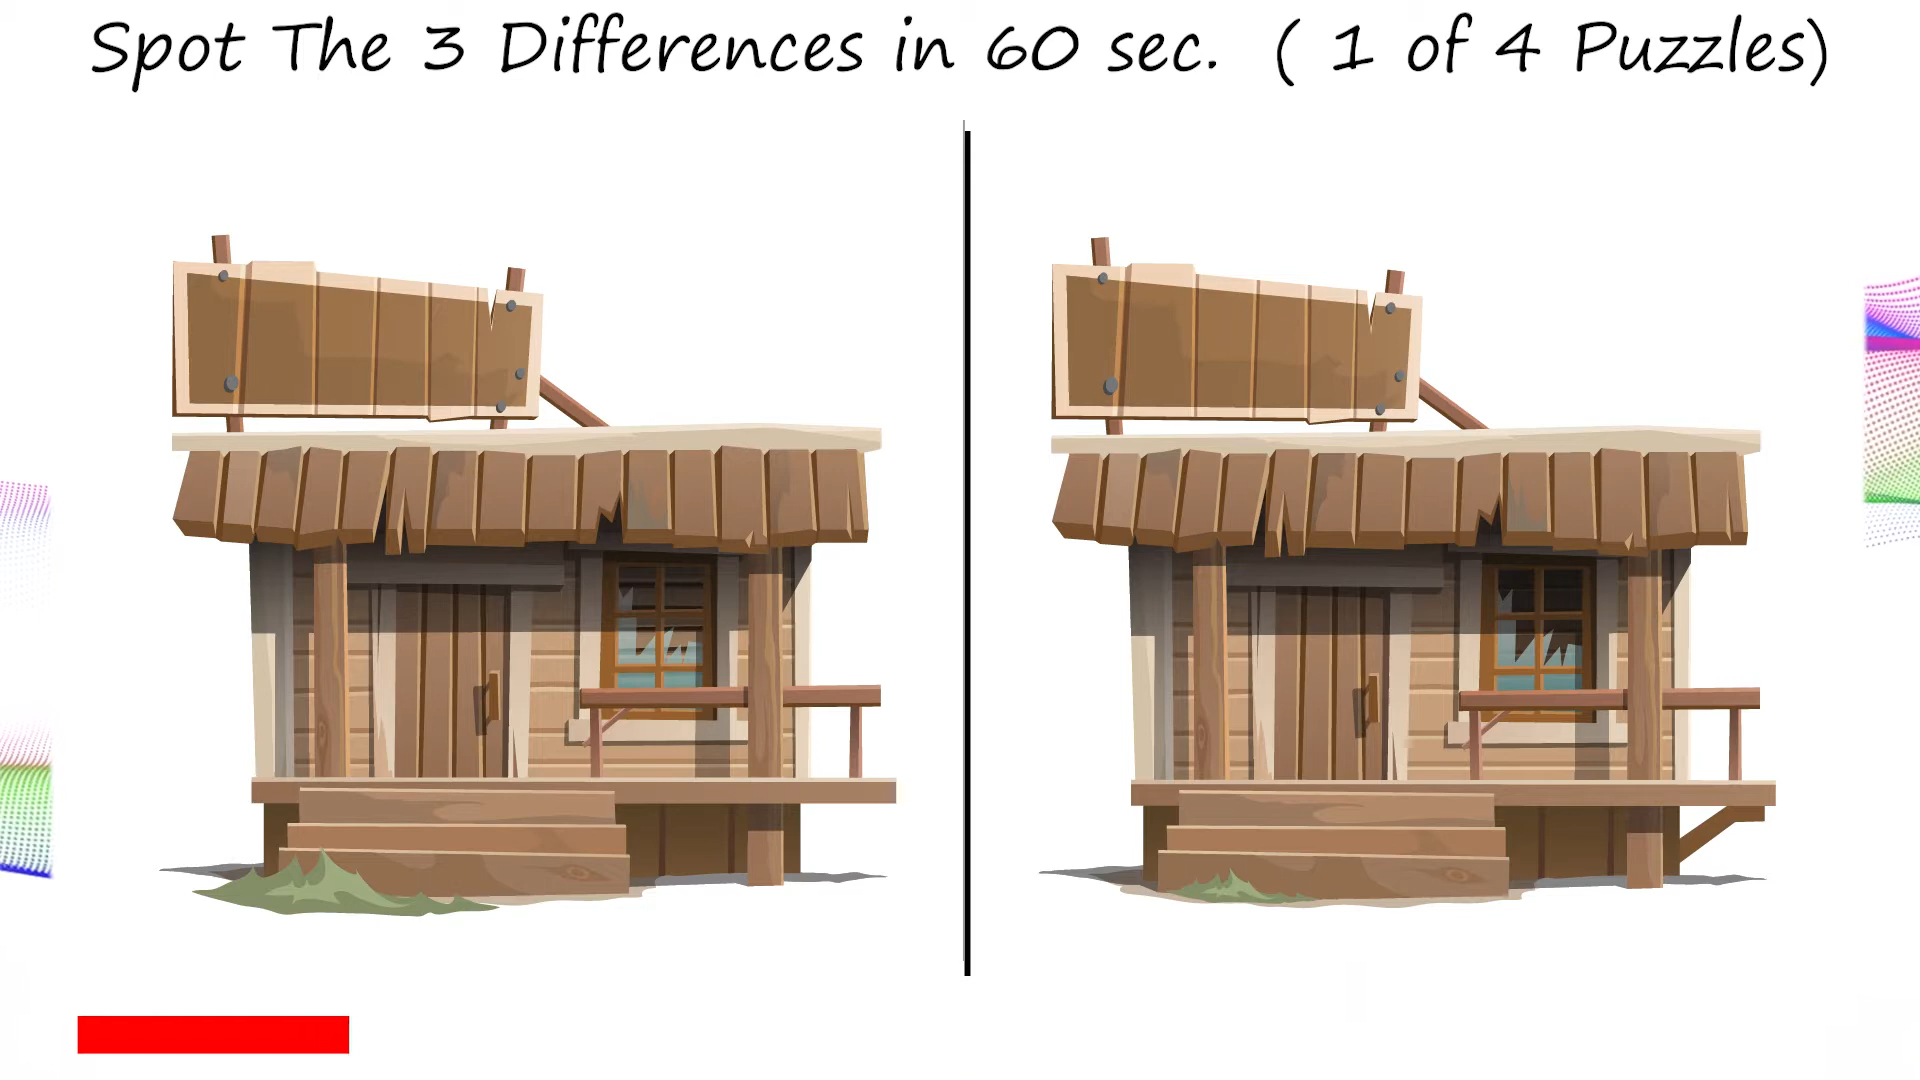 Spot The 3 Differences in 60 sec. ( 1 of 4 Puzzles)